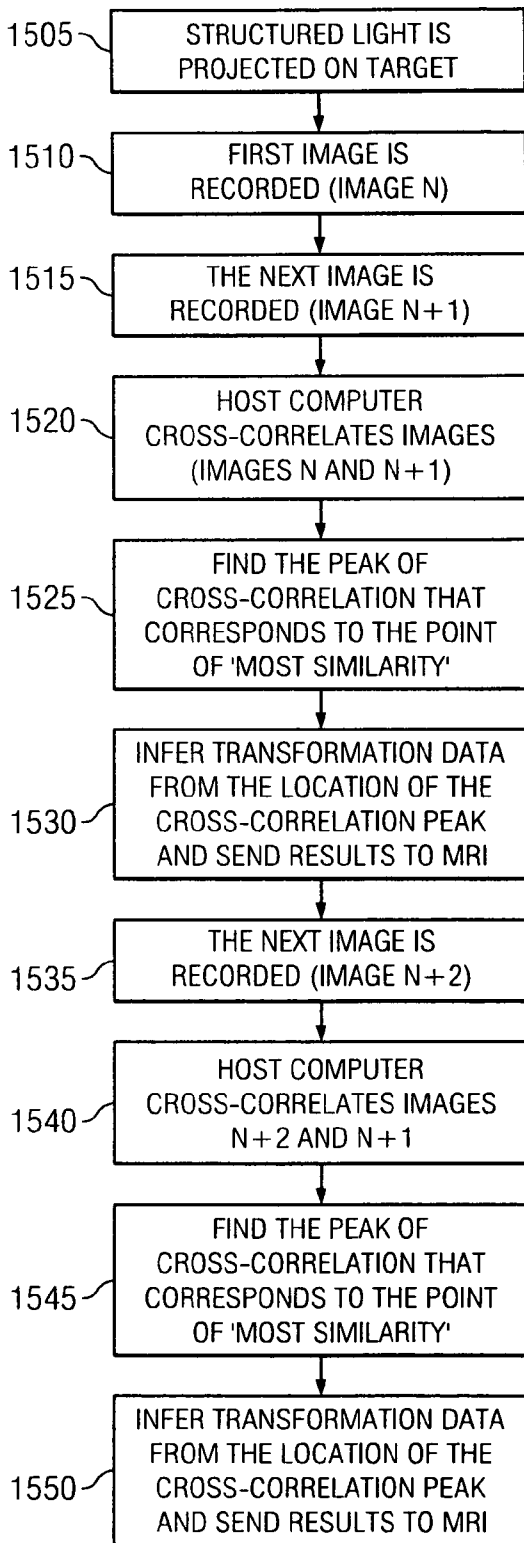 1505
STRUCTURED LIGHT IS
PROJECTED ON TARGET
1510
FIRST IMAGE IS
RECORDED (IMAGE N)
1515
THE NEXT IMAGE IS
RECORDED (IMAGE N+1)
1520
HOST COMPUTER
CROSS-CORRELATES IMAGES
(IMAGES N AND N+1)
1525
FIND THE PEAK OF
CROSS-CORRELATION THAT
CORRESPONDS TO THE POINT
OF 'MOST SIMILARITY'
1530
INFER TRANSFORMATION DATA
FROM THE LOCATION OF THE
CROSS-CORRELATION PEAK
AND SEND RESULTS TO MRI
1535
THE NEXT IMAGE IS
RECORDED (IMAGE N+2)
1540
HOST COMPUTER
CROSS-CORRELATES IMAGES
N+2 AND N+1
1545
FIND THE PEAK OF
CROSS-CORRELATION THAT
CORRESPONDS TO THE POINT
OF 'MOST SIMILARITY'
1550
INFER TRANSFORMATION DATA
FROM THE LOCATION OF THE
CROSS-CORRELATION PEAK
AND SEND RESULTS TO MRI